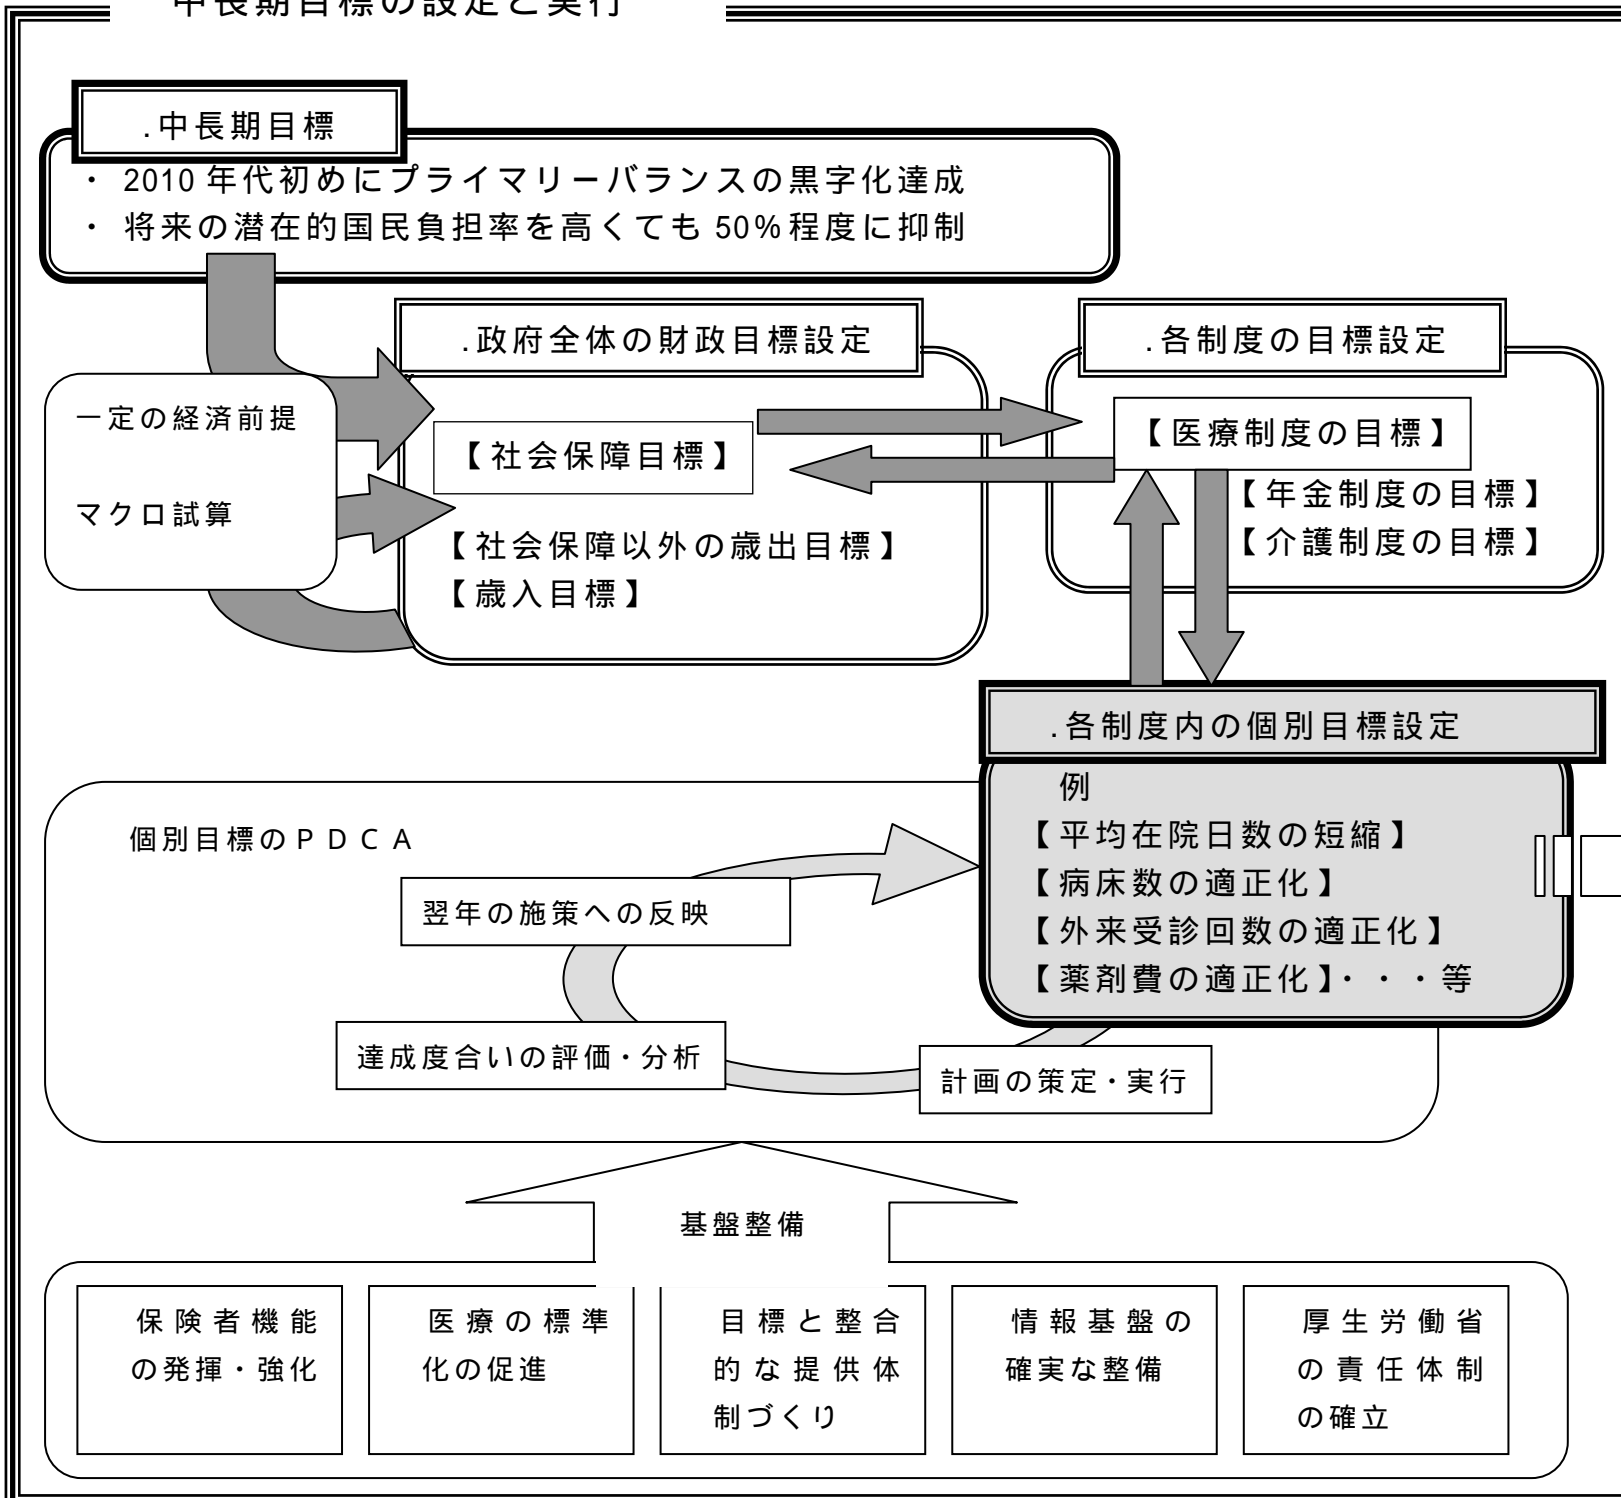 中長期目標の設定と実行
.中長期目標
・ 2010 年代初めにプライマリーバランスの黒字化達成
・ 将来の潜在的国民負担率を高くても 50％程度に抑制
.政府全体の財政目標設定
.各制度の目標設定
一定の経済前提
マクロ試算
【社会保障目標】
【社会保障以外の歳出目標】
【歳入目標】
【医療制度の目標】
【年金制度の目標】
【介護制度の目標】
.各制度内の個別目標設定
例
【平均在院日数の短縮】
【病床数の適正化】
【外来受診回数の適正化】
【薬剤費の適正化】・・・等
個別目標のＰＤＣＡ
翌年の施策への反映
達成度合いの評価・分析
計画の策定・実行
基盤整備
保険者機能
の発揮・強化
医療の標準
化の促進
目標と整合
的な提供体
制づくり
情報基盤の
確実な整備
厚生労働省
の責任体制
の確立